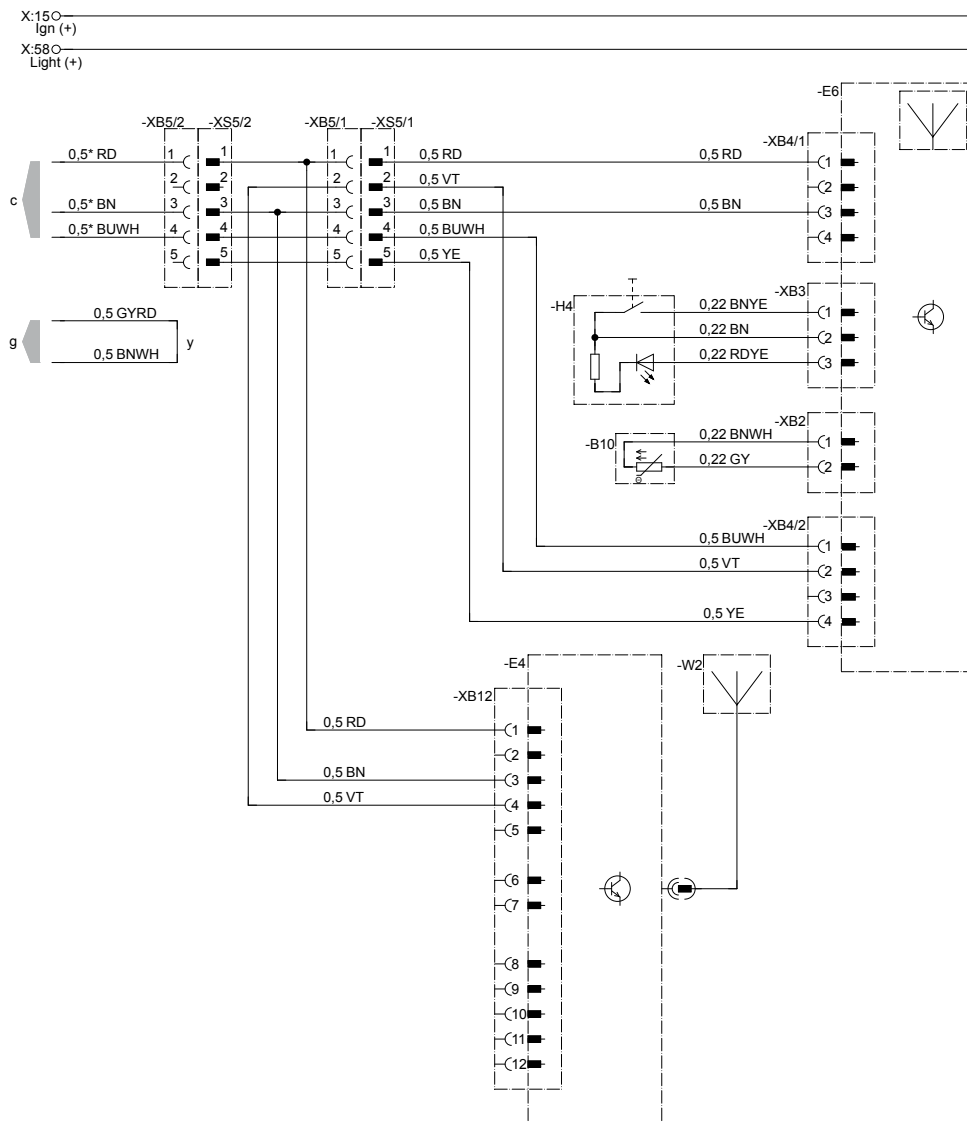 X:15
Ign (+)
X:58
Light (+)
-E6
-XB5/2 -XS5/2 -XB5/1 -XS5/1
-XB4/1
0,5* RD 1 1 1 1 0,5 RD 0,5 RD 1
2 2 2 2 0,5 VT 2
c
0,5* BN 3 3 3 3 0,5 BN 0,5 BN 3
0,5* BUWH 4 4 4 4 0,5 BUWH 4
5 5 5 5 0,5 YE
-XB3
-H4
0,22 BNYE 1
0,5 GYRD
0,22 BN 2
g y
0,5 BNWH 0,22 RDYE 3
-XB2
-B10
0,22 BNWH 1
0,22 GY 2
-XB4/2
0,5 BUWH 1
0,5 VT 2
3
0,5 YE 4
-E4 -W2
-XB12
0,5 RD 1
2
0,5 BN 3
0,5 VT 4
5
6
7
8
9
10
11
12